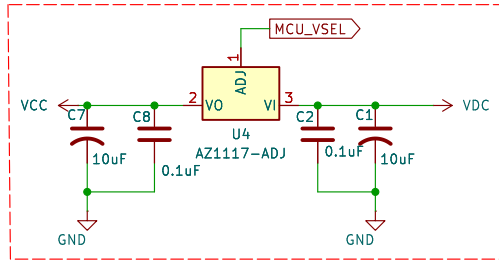 MCU_VSEL
1
ADJ
VCC
2
VO
VI
3
VDC
C7
C8
C2
C1
U4
AZ1117-ADJ
10uF
0.1uF
0.1uF
10uF
GND
GND